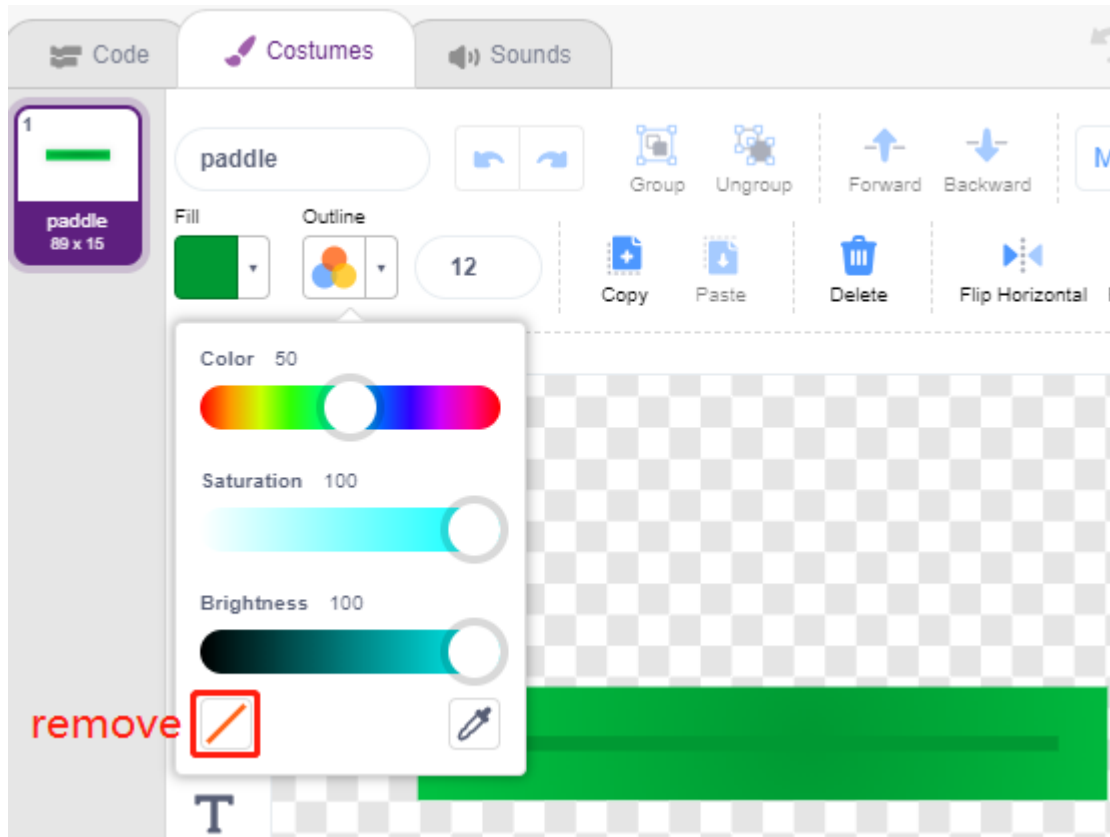 Code
Costumes
Sounds
1
paddle
89 x 15
paddle
Group
Ungroup
Forward
Backward
Fill
Outline
12
Copy
Paste
Delete
Flip Horizontal
Color 50
Saturation 100
Brightness 100
remove
T